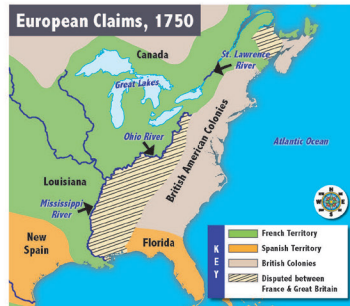 European Claims, 1750
Canada
St. Lawrence
River
Great Lakes
Ohio River
British American Colonies
Atlantic Ocean
Louisiana
Mississippi
River
New
Spain
Florida
N
E
S
W
KEY
French Territory
Spanish Territory
British Colonies
Disputed between
France & Great Britain